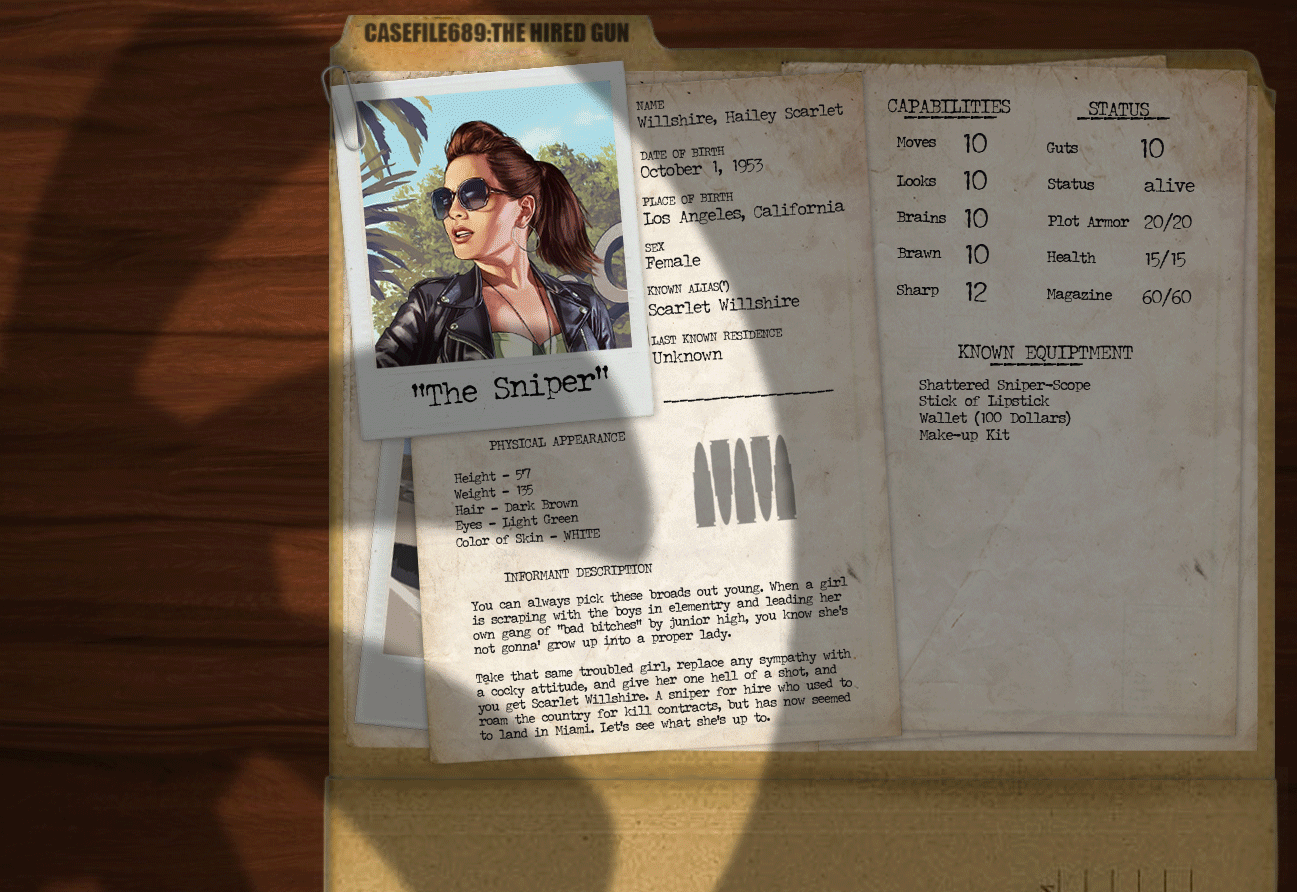 CASEFILE689:THE HIRED GUN
"The Sniper"
NAME
Willshire, Hailey Scarlet
DATE OF BIRTH
October 1, 1953
PLACE OF BIRTH
Los Angeles, California
SEX
Female
KNOWN ALIAS(')
Scarlet Willshire
LAST KNOWN RESIDENCE
Unknown
PHYSICAL APPEARANCE
Height - 5'7
Weight - 135
Hair - Dark Brown
Eyes - Light Green
Color of Skin - WHITE
INFORMANT DESCRIPTION
You can always pick these broads out young. When a girl
is scraping with the boys in elementry and leading her
own gang of "bad bitches" by junior high, you know she's
not gonna' grow up into a proper lady.
Take that same troubled girl, replace any sympathy with
a cocky attitude, and give her one hell of a shot, and
you get Scarlet Willshire. A sniper for hire who used to
roam the country for kill contracts, but has now seemed
to land in Miami. Let's see what she's up to.
CAPABILITIES
Moves 10
Looks 10
Brains 10
Brawn 10
Sharp 12
STATUS
Guts 10
Status alive
Plot Armor 20/20
Health 15/15
Magazine 60/60
KNOWN EQUIPTMENT
Shattered Sniper-Scope
Stick of Lipstick
Wallet (100 Dollars)
Make-up Kit